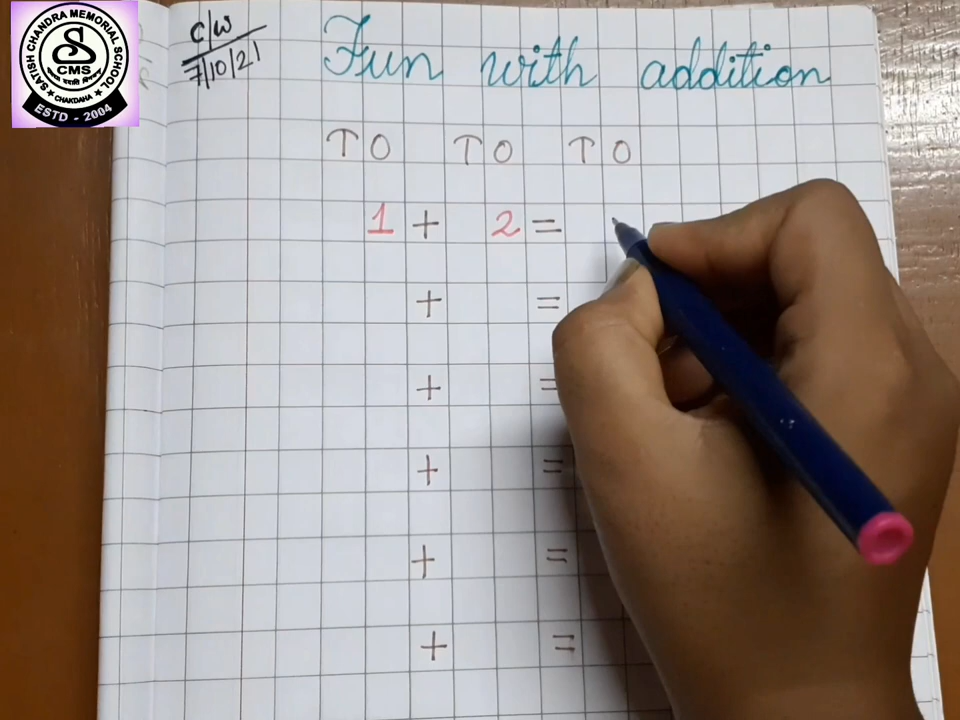 SATISH CHANDRA MEMORIAL SCHOOL
CMS
★ CHAKDAHA ★
ESTD - 2004
C/W
7/10/21
Fun with addition
T O T O T O
1 + 2 =
+ =
+ =
+ =
+ =
+ =